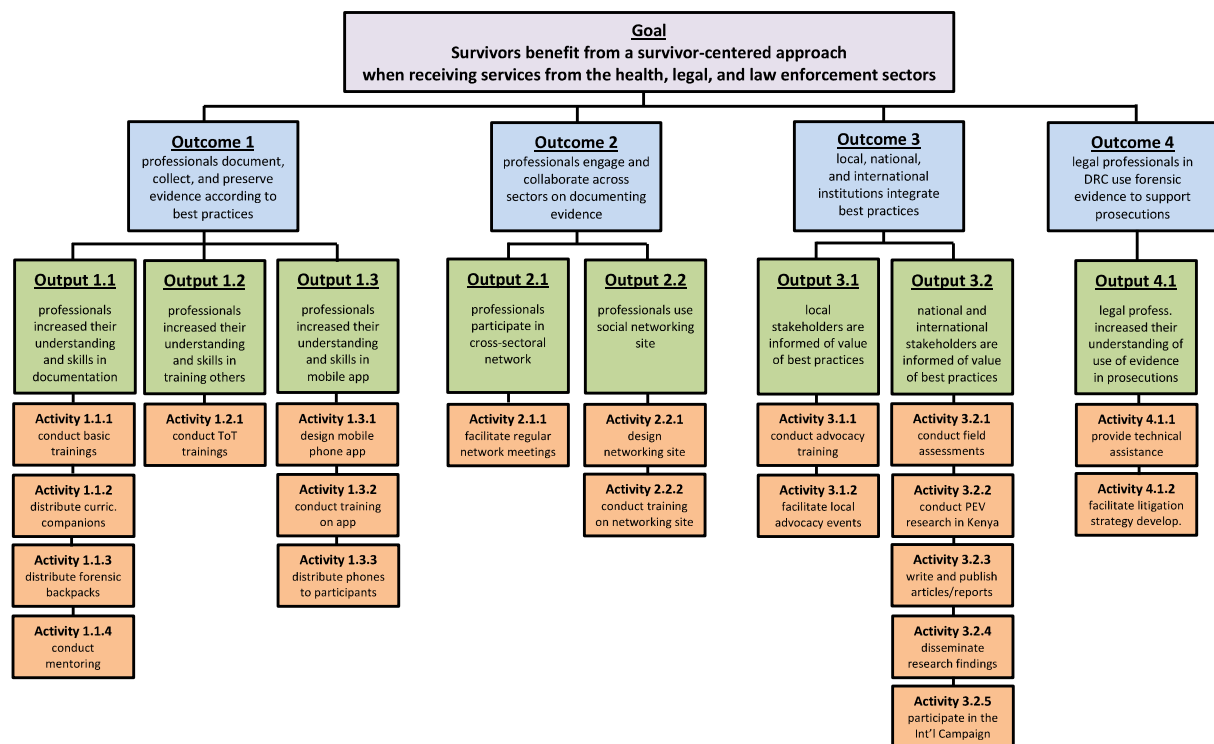 Goal
Survivors benefit from a survivor-centered approach
when receiving services from the health, legal, and law enforcement sectors
Outcome 1
professionals document,
collect, and preserve
evidence according to
best practices
Outcome 2
professionals engage and
collaborate across
sectors on documenting
evidence
Outcome 3
local, national,
and international
institutions integrate
best practices
Outcome 4
legal professionals in
DRC use forensic
evidence to support
prosecutions
Output 1.1
professionals
increased their
understanding
and skills in
documentation
Output 1.2
professionals
increased their
understanding
and skills in
training others
Output 1.3
professionals
increased their
understanding
and skills in
mobile app
Output 2.1
professionals
participate in
cross-sectoral
network
Output 2.2
professionals use
social networking
site
Output 3.1
local
stakeholders are
informed of value
of best practices
Output 3.2
national and
international
stakeholders are
informed of value
of best practices
Output 4.1
legal profess.
increased their
understanding of
use of evidence
in prosecutions
Activity 1.1.1
conduct basic
trainings
Activity 1.1.2
distribute curric.
companions
Activity 1.1.3
distribute forensic
backpacks
Activity 1.1.4
conduct
mentoring
Activity 1.2.1
conduct ToT
trainings
Activity 1.3.1
design mobile
phone app
Activity 1.3.2
conduct training
on app
Activity 1.3.3
distribute phones
to participants
Activity 2.1.1
facilitate regular
network meetings
Activity 2.2.1
design
networking site
Activity 2.2.2
conduct training
on networking site
Activity 3.1.1
conduct advocacy
training
Activity 3.1.2
facilitate local
advocacy events
Activity 3.2.1
conduct field
assessments
Activity 3.2.2
conduct PEV
research in Kenya
Activity 3.2.3
write and publish
articles/reports
Activity 3.2.4
disseminate
research findings
Activity 3.2.5
participate in the
Int'l Campaign
Activity 4.1.1
provide technical
assistance
Activity 4.1.2
facilitate litigation
strategy develop.